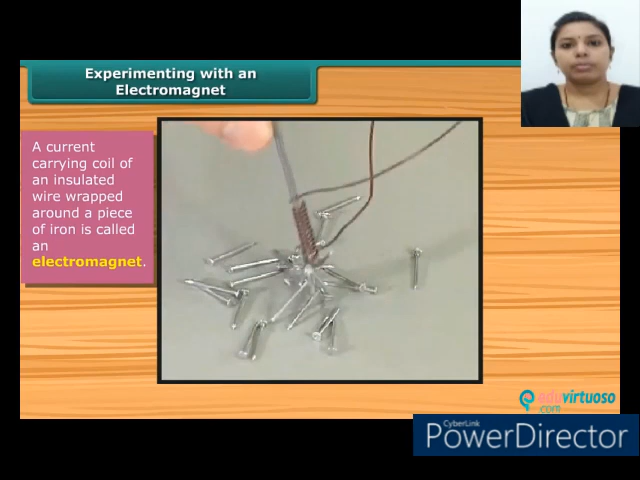 Experimenting with an
Electromagnet
A current
carrying coil of
an insulated
wire wrapped
around a piece
of iron is called
an
electromagnet.
eduvirtuoso
.com
CyberLink
PowerDirector